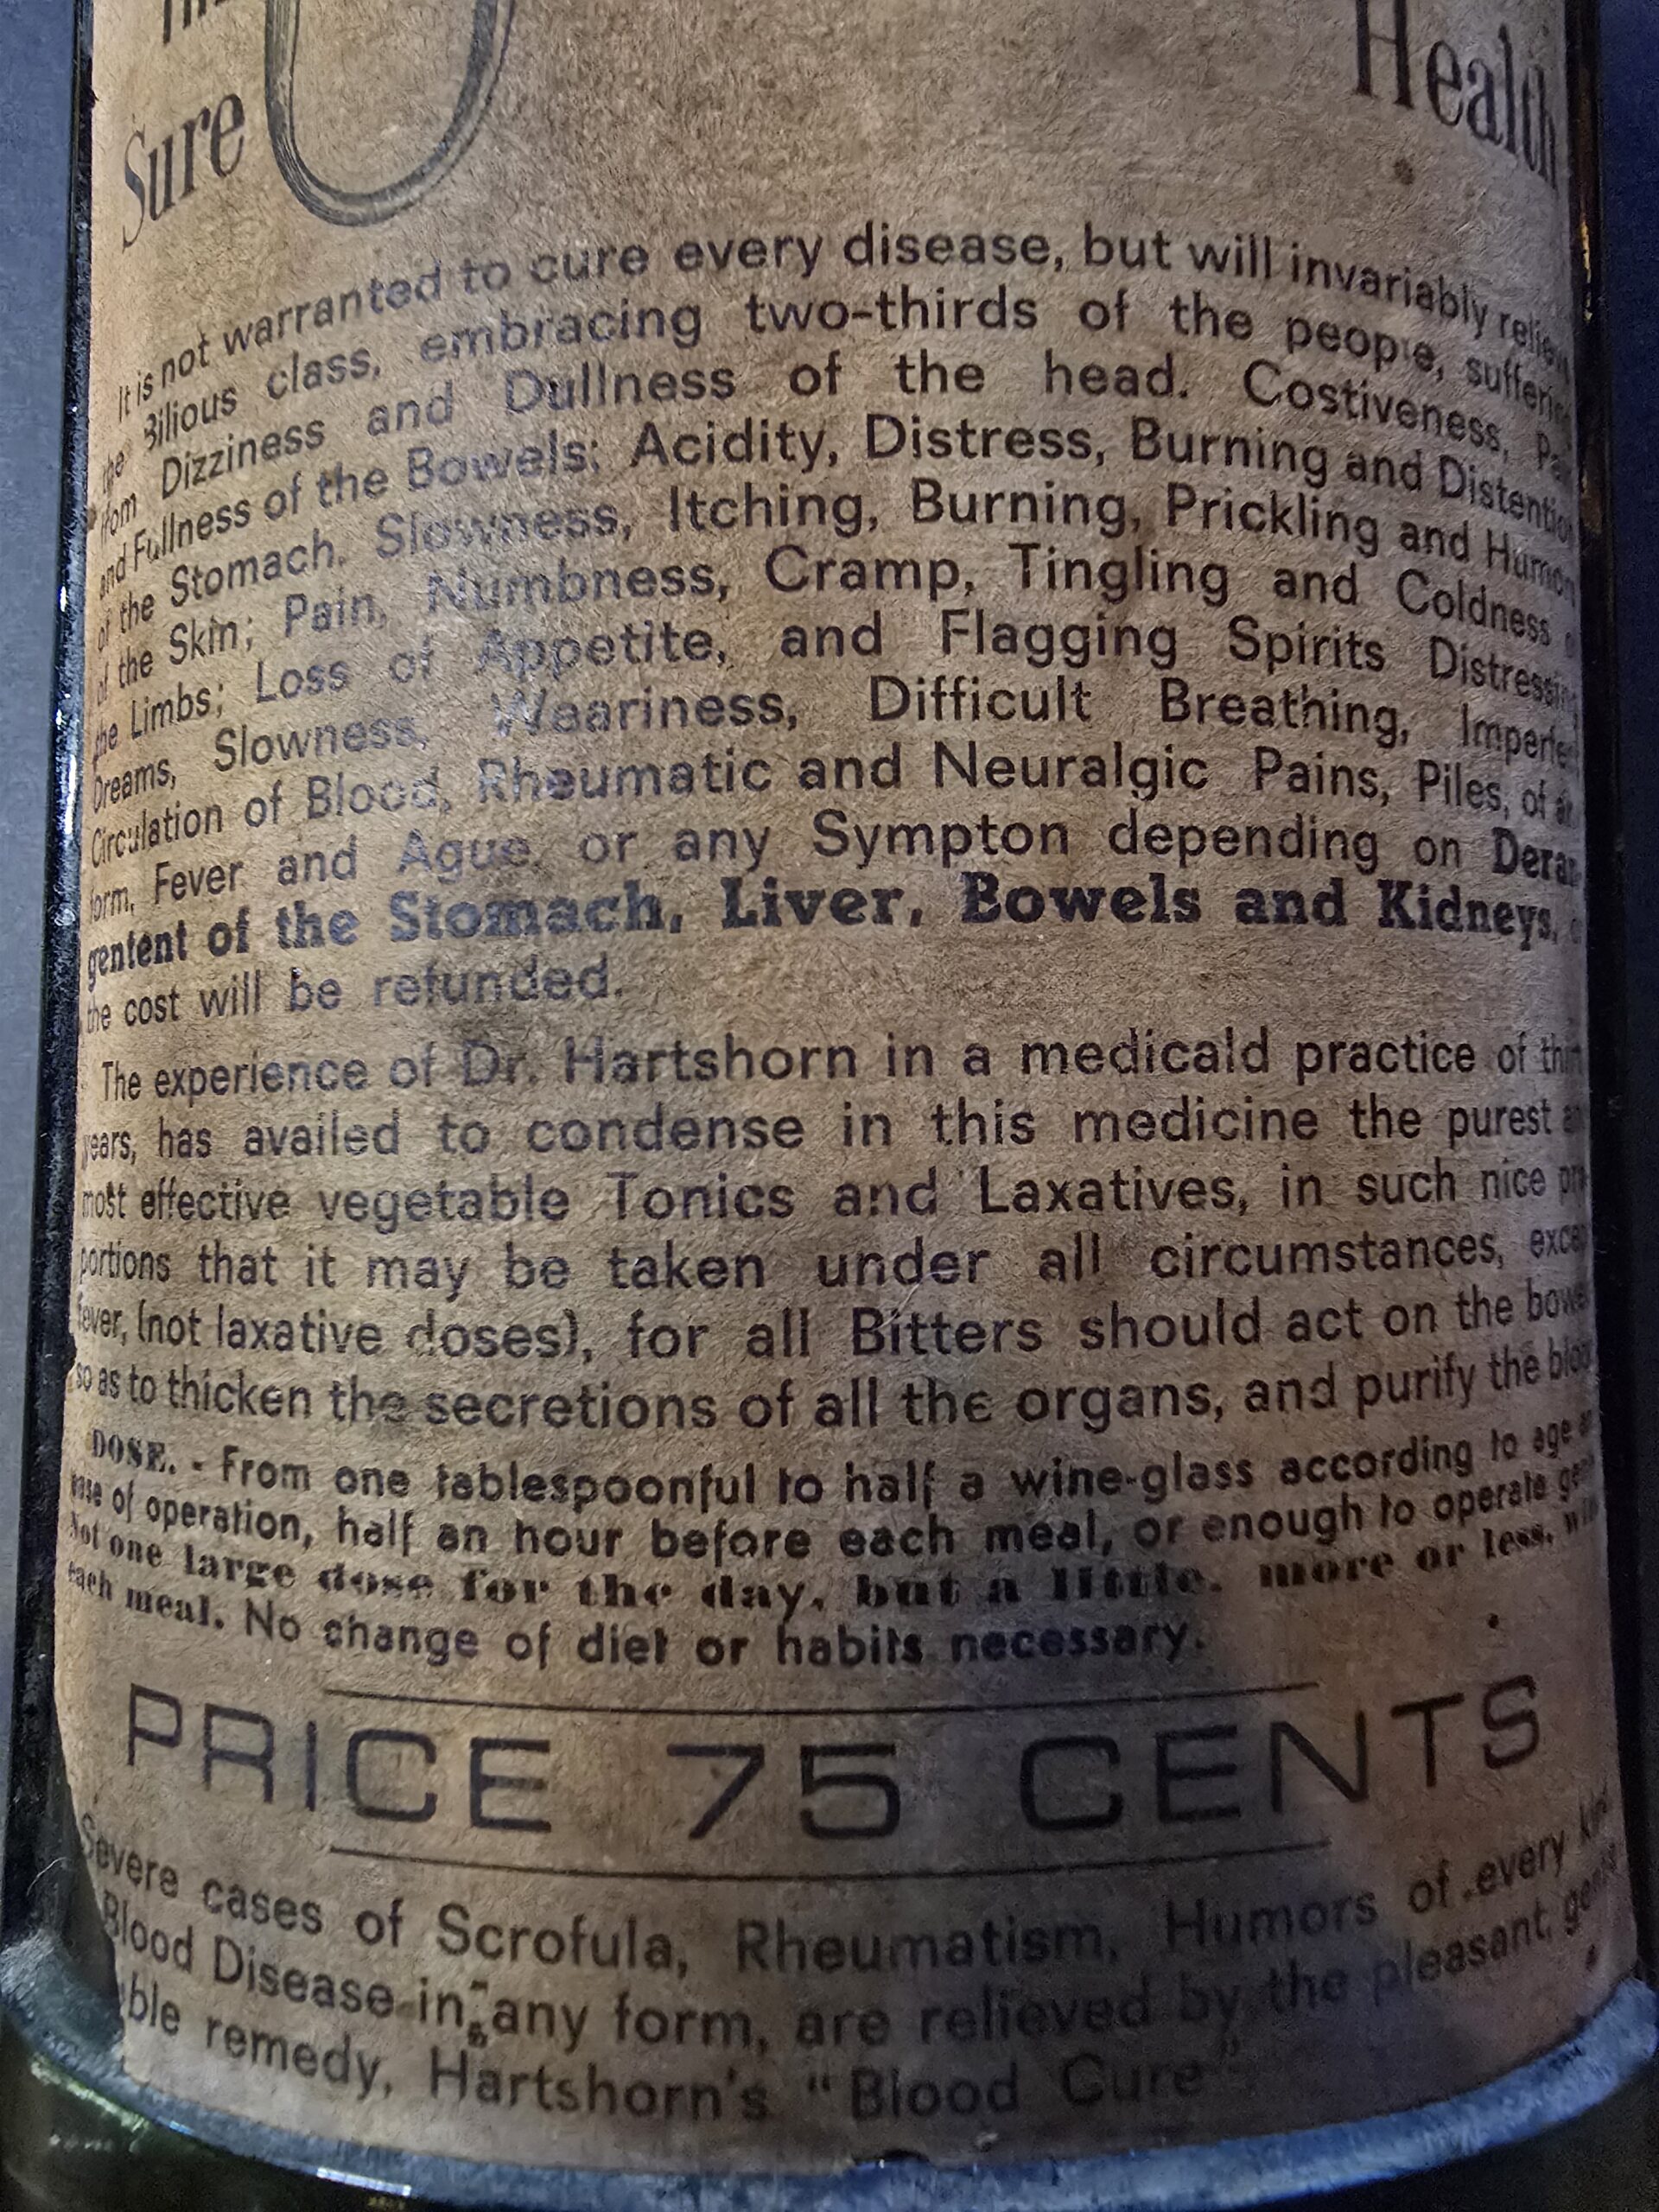 Sure
Health
It is not warranted to cure every disease, but will invariably
the Bilious class, embracing two-thirds of the people,
from Dizziness and Dullness of the head. Costiveness,
and Fullness of the Bowels; Acidity, Distress, Burning and Distention
of the Stomach. Slowness, Itching, Burning, Prickling and
of the Skin; Pain, Numbness, Cramp, Tingling and Coldness
the Limbs; Loss of Appetite, and Flagging Spirits
Dreams, Slowness, Weariness, Difficult Breathing,
Circulation of Blood, Rheumatic and Neuralgic Pains, Piles, of
form, Fever and Ague, or any Sympton depending on Deran
gentent of the Stomach, Liver, Bowels and Kidneys,
the cost will be refunded.
The experience of Dr. Hartshorn in a medicald practice of
years, has availed to condense in this medicine the purest
most effective vegetable Tonics and Laxatives, in such nice pro
portions that it may be taken under all circumstances,
fever, (not laxative doses), for all Bitters should act on the
so as to thicken the secretions of all the organs, and purify the
DOSE. - From one tablespoonful to half a wine-glass according to age
of operation, half an hour before each meal, or enough to operate
Not one large dose for the day, but a little, more or less,
each meal. No change of diet or habits necessary.
PRICE 75 CENTS
Severe cases of Scrofula, Rheumatism, Humors of every
Blood Disease in any form, are relieved by the pleasant,
remedy, Hartshorn's "Blood Cure"